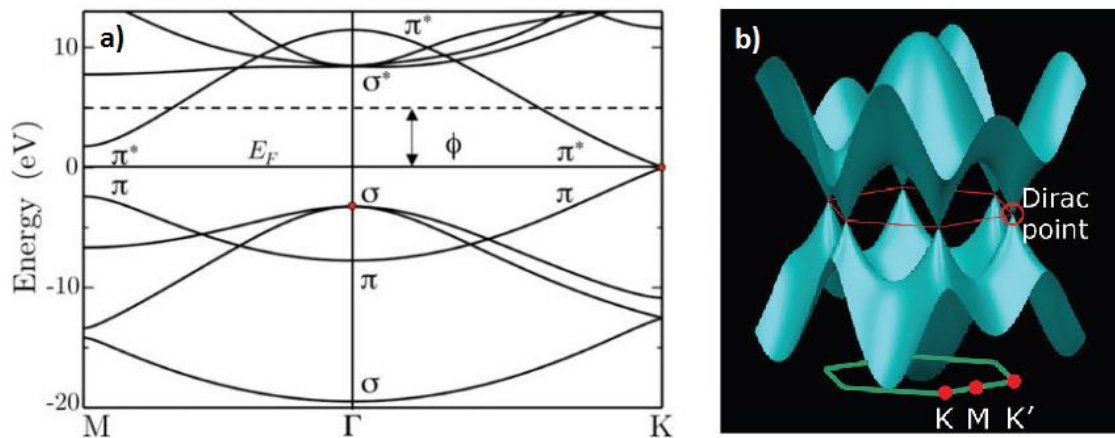 a)
10
0
-10
-20
Energy (eV)
π*
σ*
ϕ
π*
E_F
π*
π
σ
π
π
σ
M
Γ
K
b)
Dirac
point
K M K′